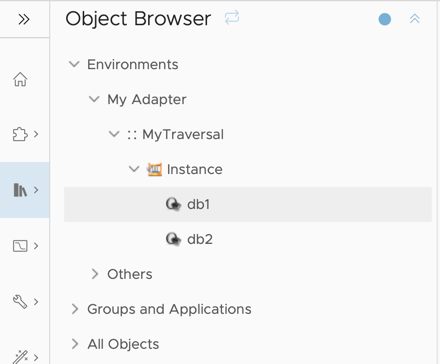 Object Browser
Environments
My Adapter
:: MyTraversal
Instance
db1
db2
Others
Groups and Applications
All Objects